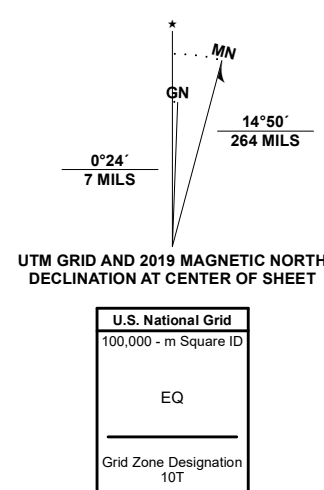 ★
MN
GN
14°50´
264 MILS
0°24´
7 MILS
UTM GRID AND 2019 MAGNETIC NORTH
DECLINATION AT CENTER OF SHEET
U.S. National Grid
100,000 - m Square ID
EQ
Grid Zone Designation
10T